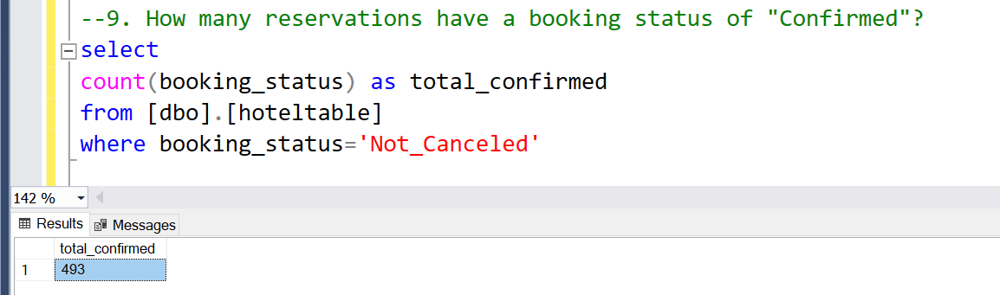 --9. How many reservations have a booking status of "Confirmed"?
select
count(booking_status) as total_confirmed
from [dbo].[hoteltable]
where booking_status='Not_Canceled'
142 %
Results Messages
total_confirmed
1 493